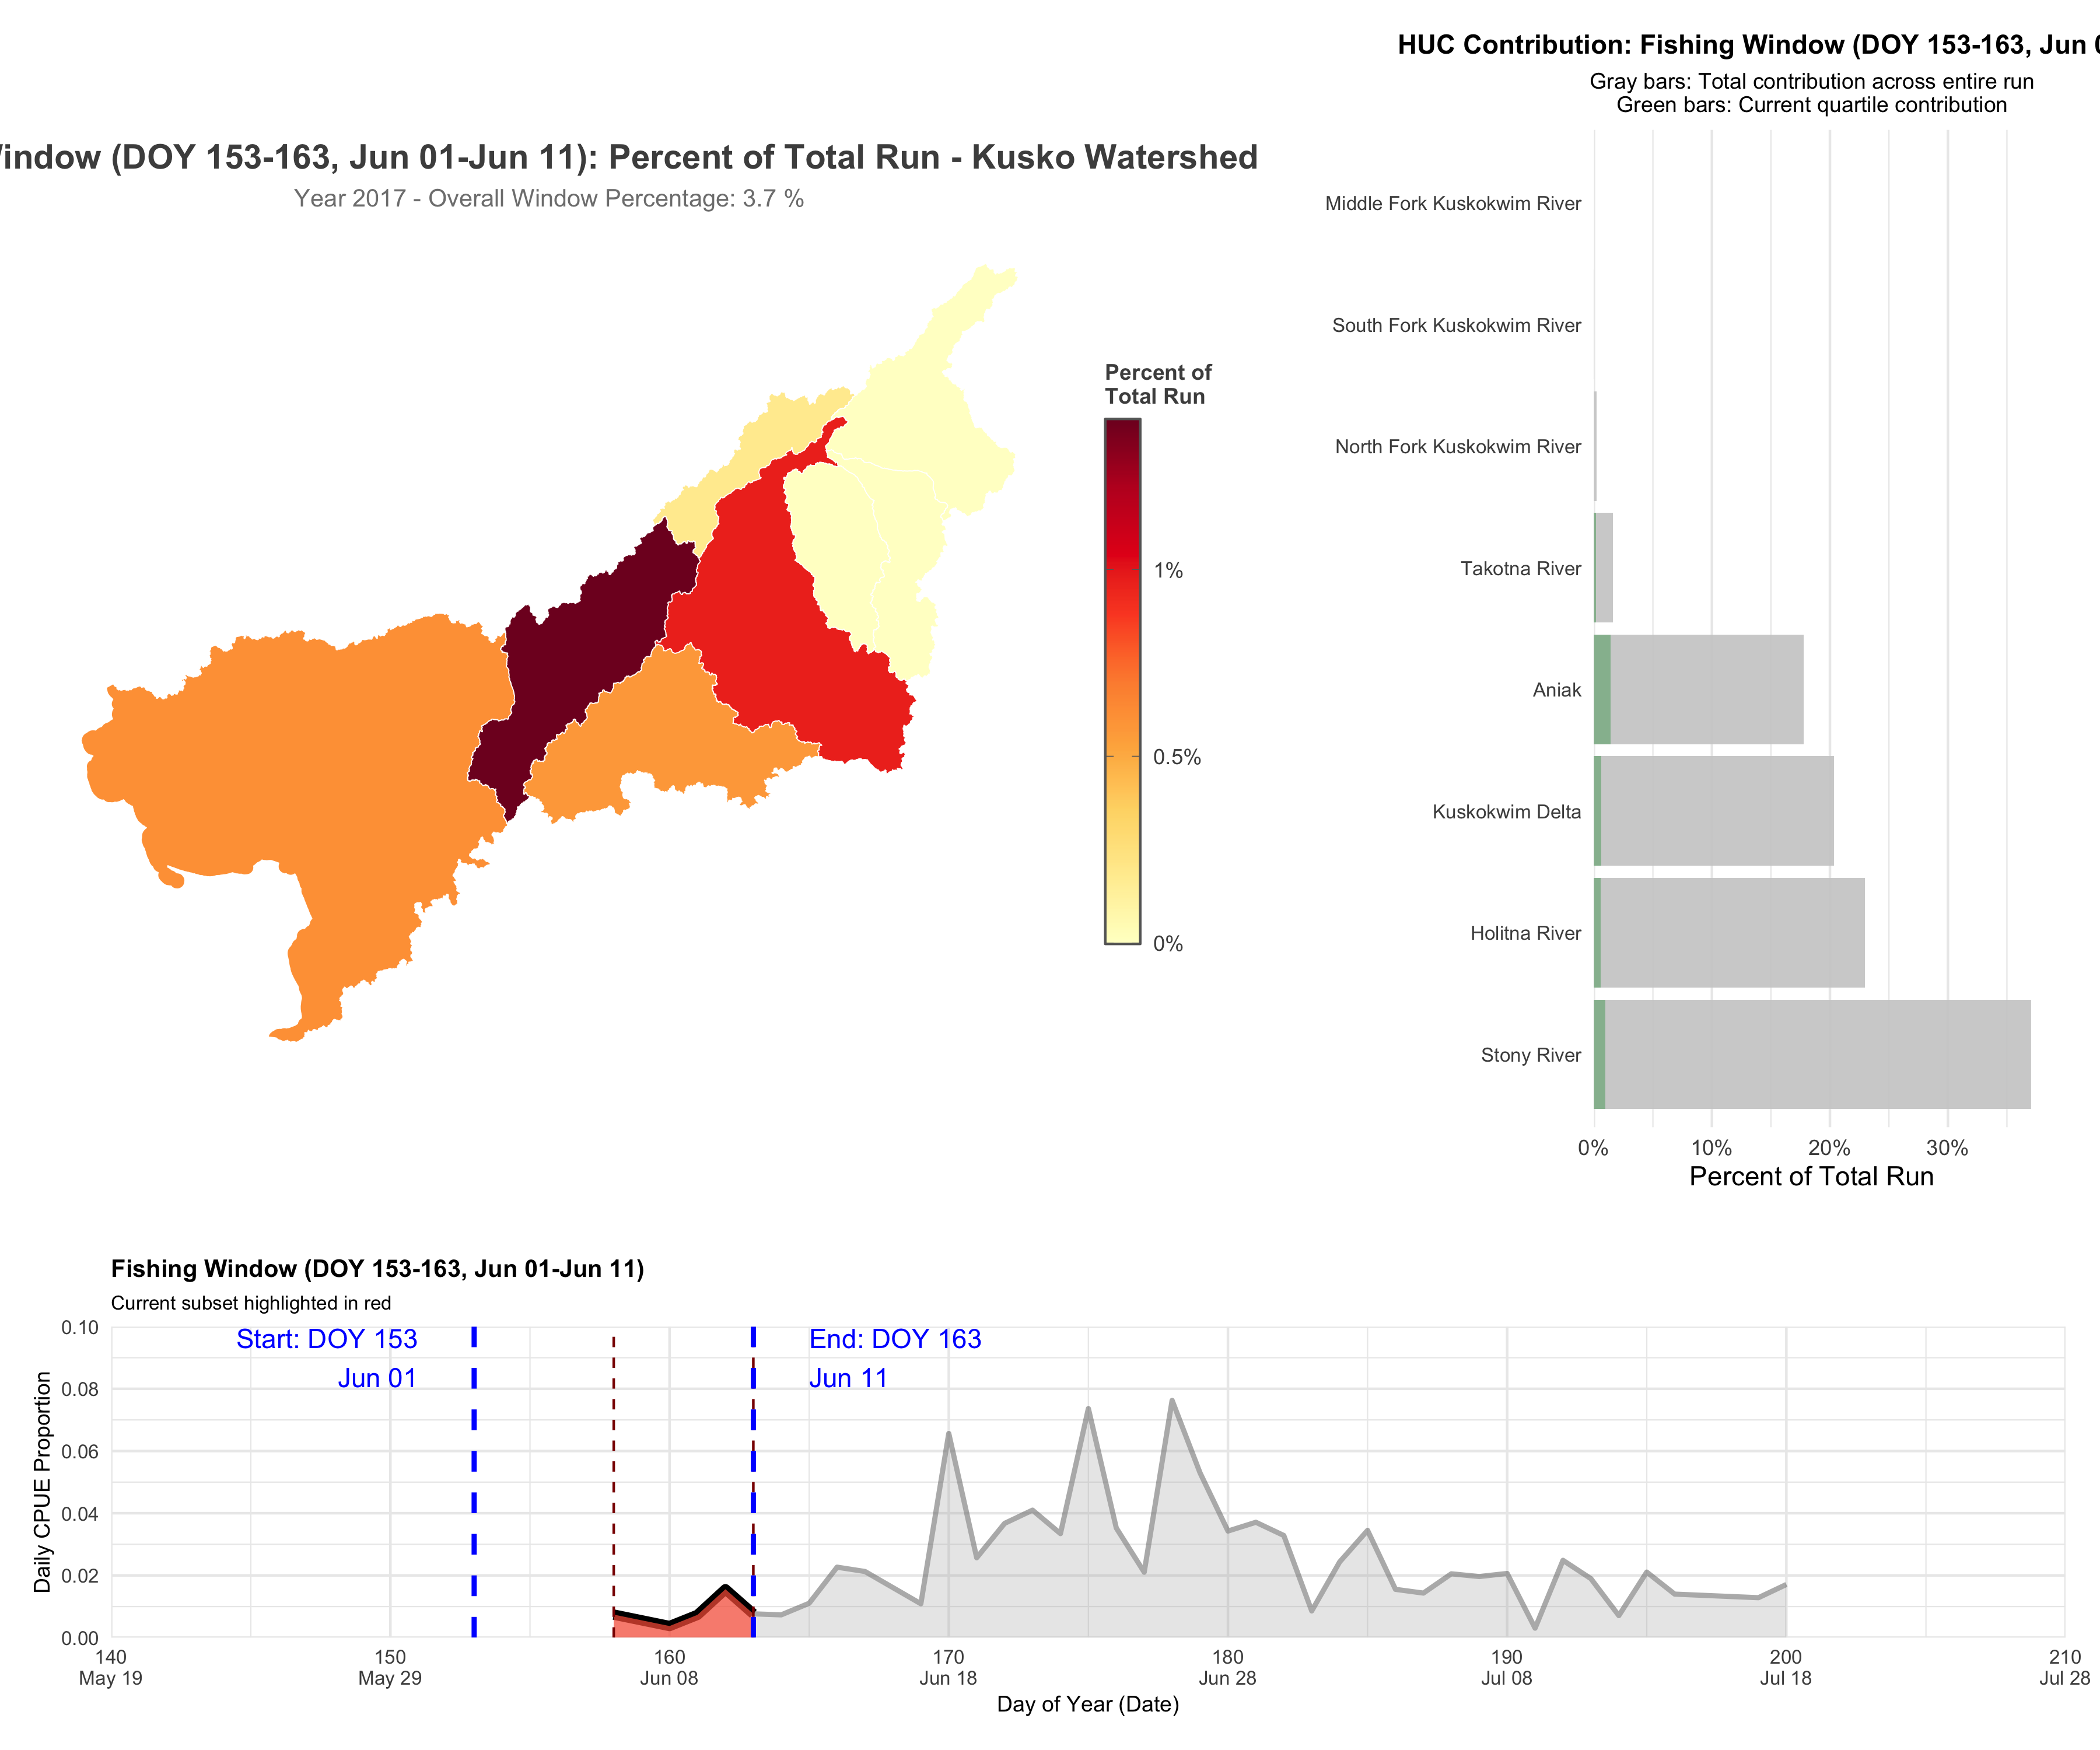 HUC Contribution: Fishing Window (DOY 153-163, Jun 0
Gray bars: Total contribution across entire run
Green bars: Current quartile contribution
indow (DOY 153-163, Jun 01-Jun 11): Percent of Total Run - Kusko Watershed
Year 2017 - Overall Window Percentage: 3.7 %
Percent of
Total Run
1%
0.5%
0%
Middle Fork Kuskokwim River
South Fork Kuskokwim River
North Fork Kuskokwim River
Takotna River
Aniak
Kuskokwim Delta
Holitna River
Stony River
0% 10% 20% 30%
Percent of Total Run
Fishing Window (DOY 153-163, Jun 01-Jun 11)
Current subset highlighted in red
Start: DOY 153
Jun 01
End: DOY 163
Jun 11
Daily CPUE Proportion
0.10
0.08
0.06
0.04
0.02
0.00
140 150 160 170 180 190 200 210
May 19 May 29 Jun 08 Jun 18 Jun 28 Jul 08 Jul 18 Jul 28
Day of Year (Date)